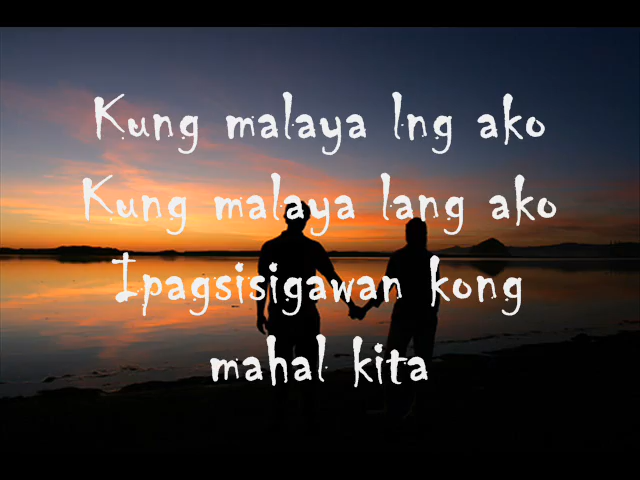 Kung malaya lng ako
Kung malaya lang ako
Ipagsisigawan kong
mahal kita